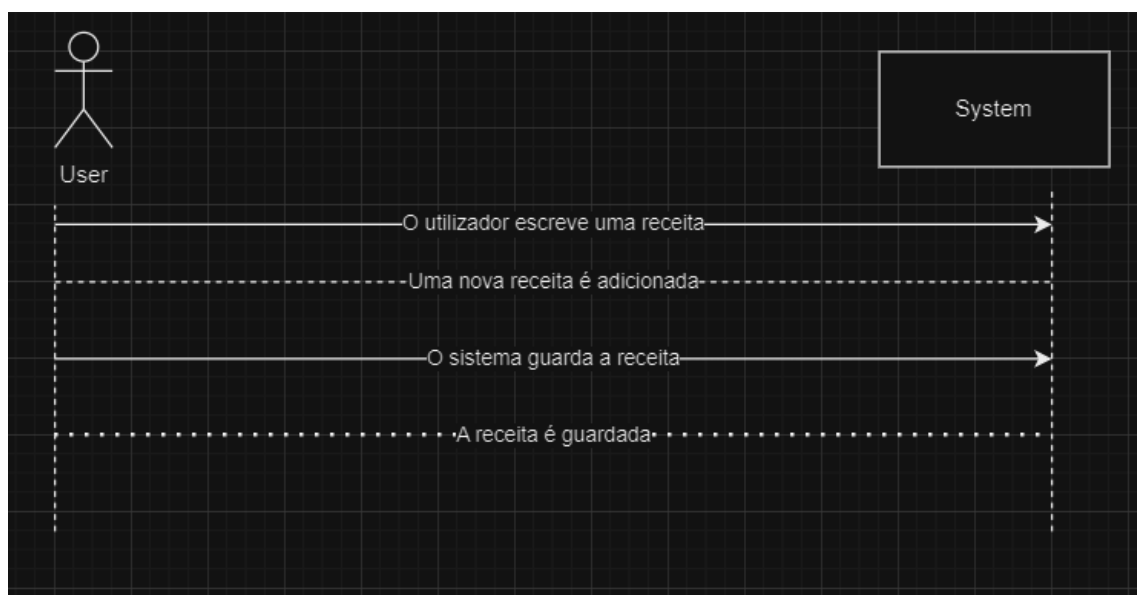 System
User
O utilizador escreve uma receita
Uma nova receita é adicionada
O sistema guarda a receita
A receita é guardada